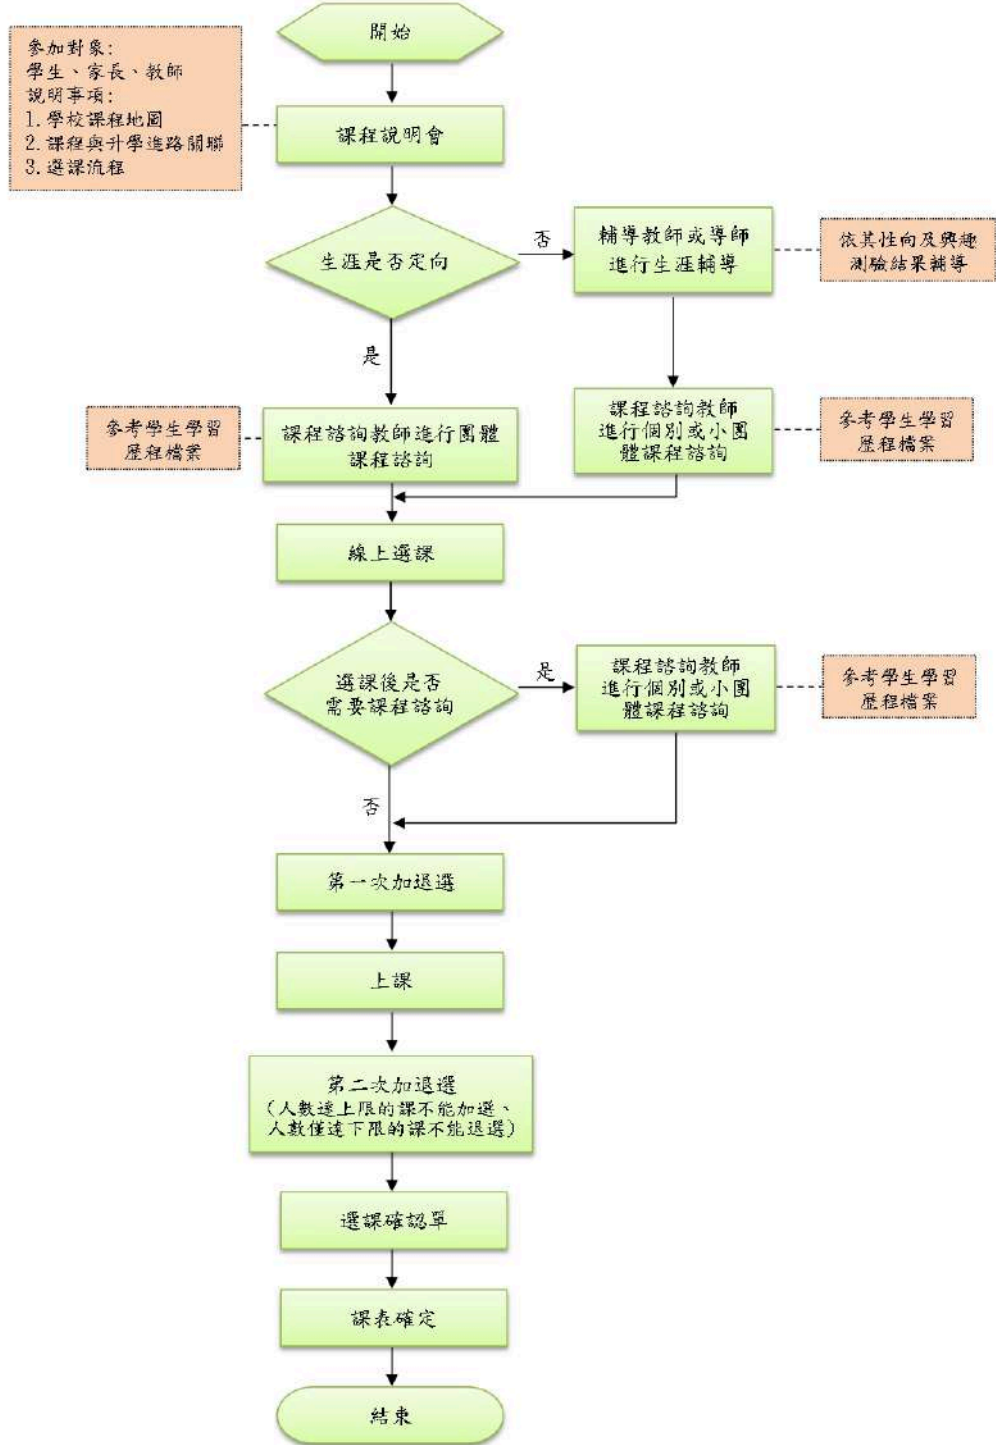 開始
參加對象:
學生、家長、教師
說明事項:
1.學校課程地圖
2.課程與升學進路關聯
3.選課流程
課程說明會
生涯是否定向
否
輔導教師或導師
進行生涯輔導
依其性向及興趣
測驗結果輔導
是
參考學生學習
歷程檔案
課程諮詢教師進行團體
課程諮詢
課程諮詢教師
進行個別或小團
體課程諮詢
參考學生學習
歷程檔案
線上選課
選課後是否
需要課程諮詢
是
課程諮詢教師
進行個別或小團
體課程諮詢
參考學生學習
歷程檔案
否
第一次加退選
上課
第二次加退選
(人數達上限的課不能加選、
人數僅達下限的課不能退選)
選課確認單
課表確定
結束